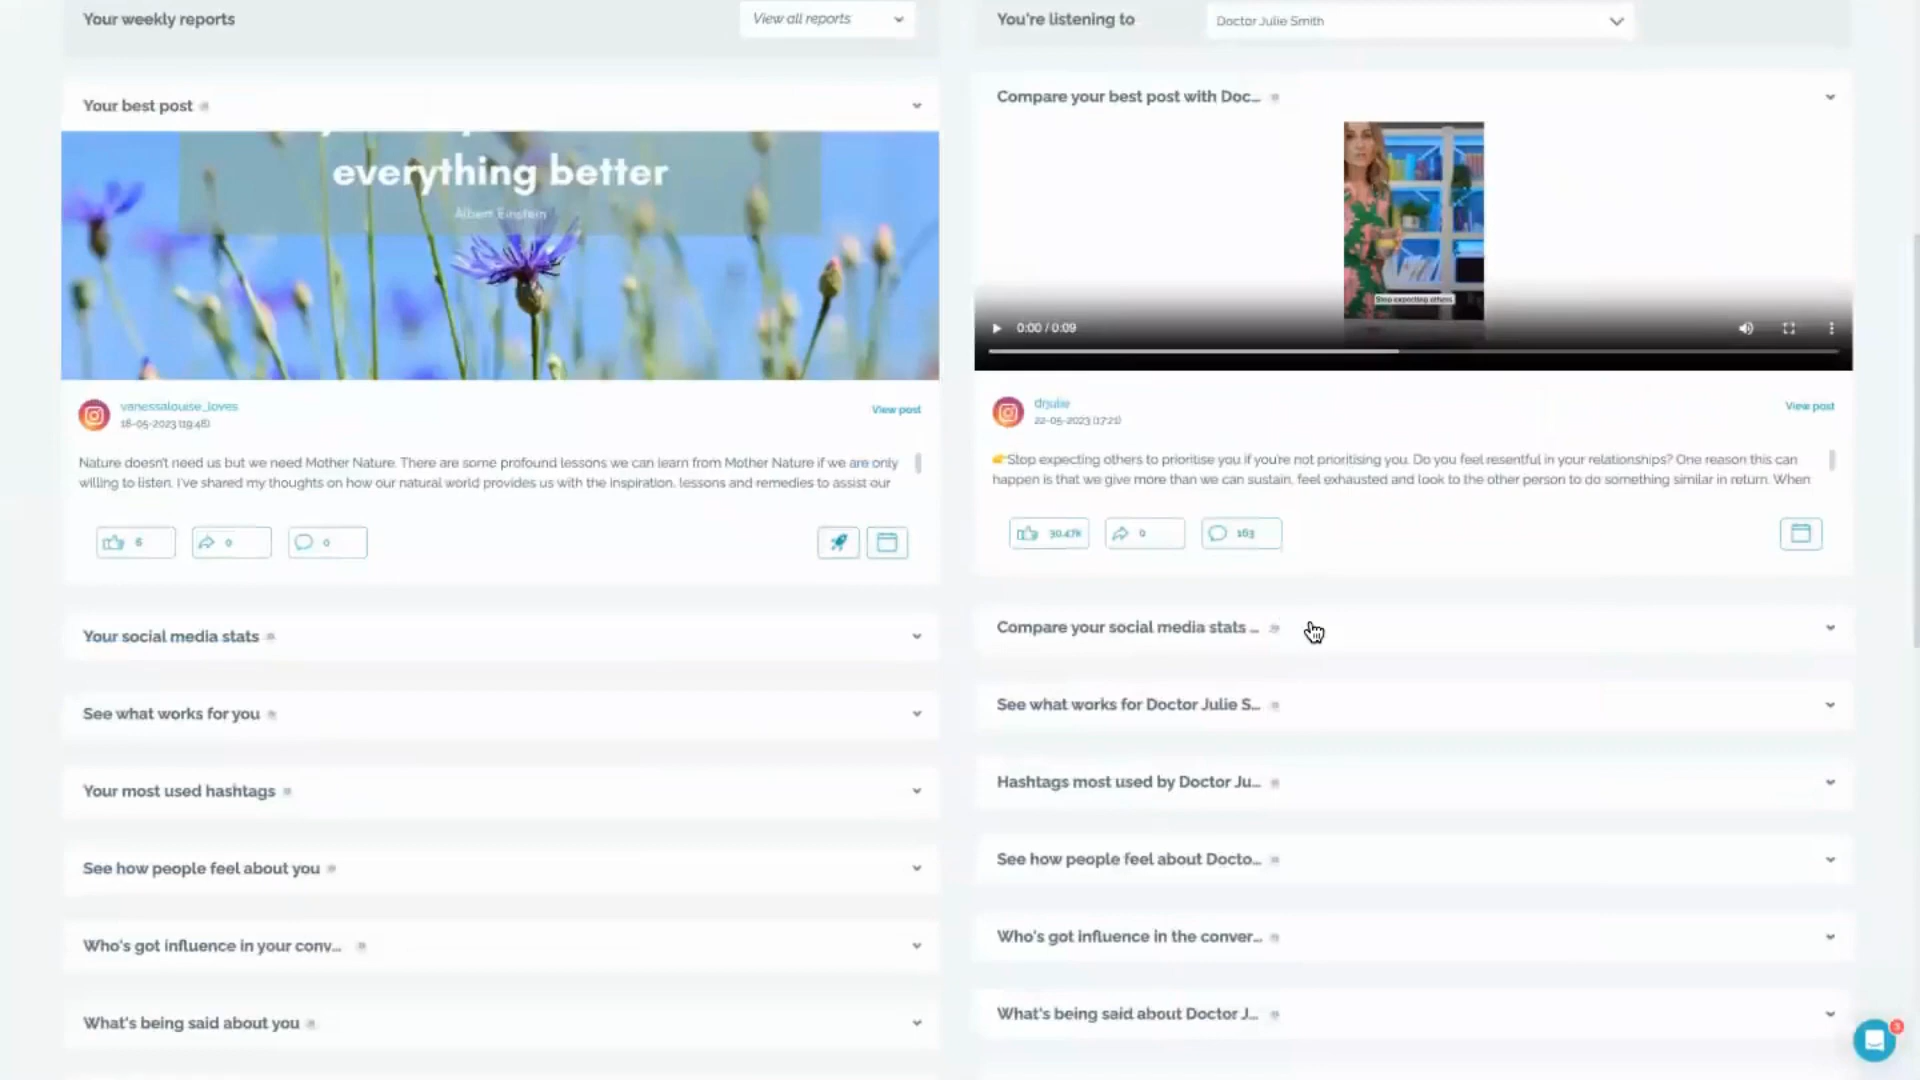 Your weekly reports
View all reports
Your best post
everything better
Albert Einstein
vanessalouise_loves
18-05-2023 (19:48)
View post
Nature doesn't need us but we need Mother Nature. There are some profound lessons we can learn from Mother Nature if we are only
willing to listen. I've shared my thoughts on how our natural world provides us with the inspiration, lessons and remedies to assist our
6
0
0
Your social media stats
See what works for you
Your most used hashtags
See how people feel about you
Who's got influence in your conv...
What's being said about you
You're listening to
Doctor Julie Smith
Compare your best post with Doc...
Stop expecting others
0:00 / 0:09
drjulie
22-05-2023 (17:21)
View post
👉Stop expecting others to prioritise you if you're not prioritising you. Do you feel resentful in your relationships? One reason this can
happen is that we give more than we can sustain, feel exhausted and look to the other person to do something similar in return. When
30.47k
0
163
Compare your social media stats ...
See what works for Doctor Julie S...
Hashtags most used by Doctor Ju...
See how people feel about Docto...
Who's got influence in the conver...
What's being said about Doctor J...
3